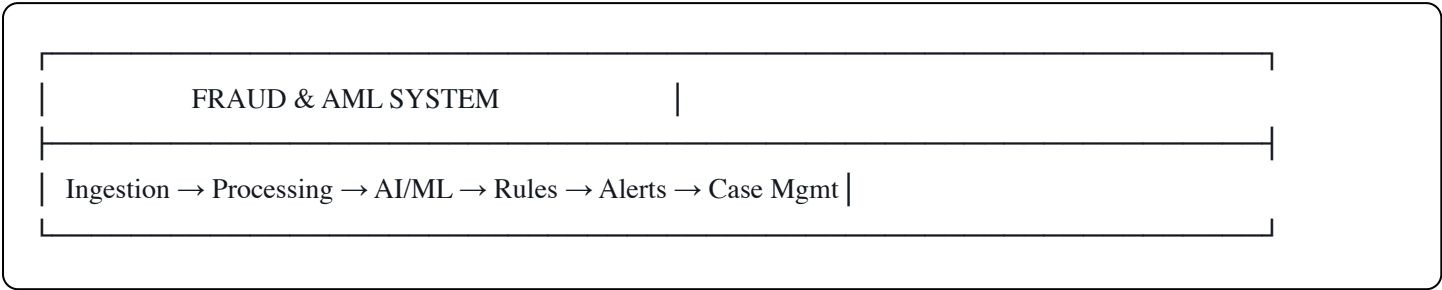 FRAUD & AML SYSTEM
Ingestion → Processing → AI/ML → Rules → Alerts → Case Mgmt